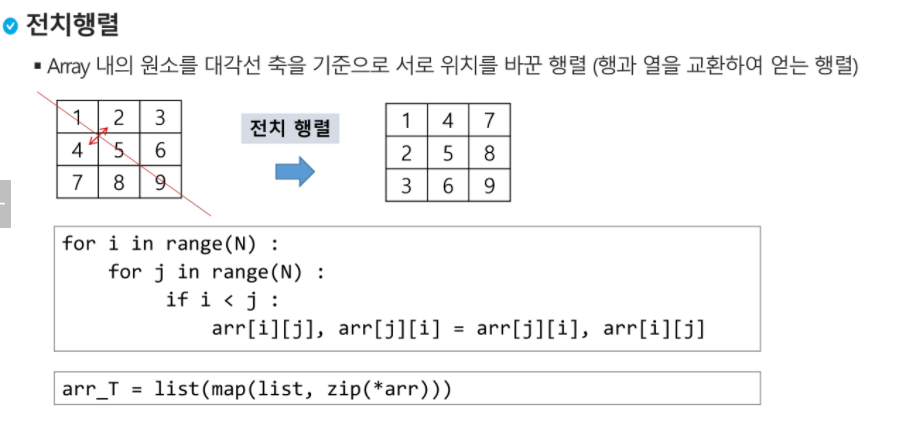 전치행렬
▪ Array 내의 원소를 대각선 축을 기준으로 서로 위치를 바꾼 행렬 (행과 열을 교환하여 얻는 행렬)
1 2 3
4 5 6
7 8 9
전치 행렬
1 4 7
2 5 8
3 6 9
for i in range(N) :
    for j in range(N) :
        if i < j :
            arr[i][j], arr[j][i] = arr[j][i], arr[i][j]
arr_T = list(map(list, zip(*arr)))